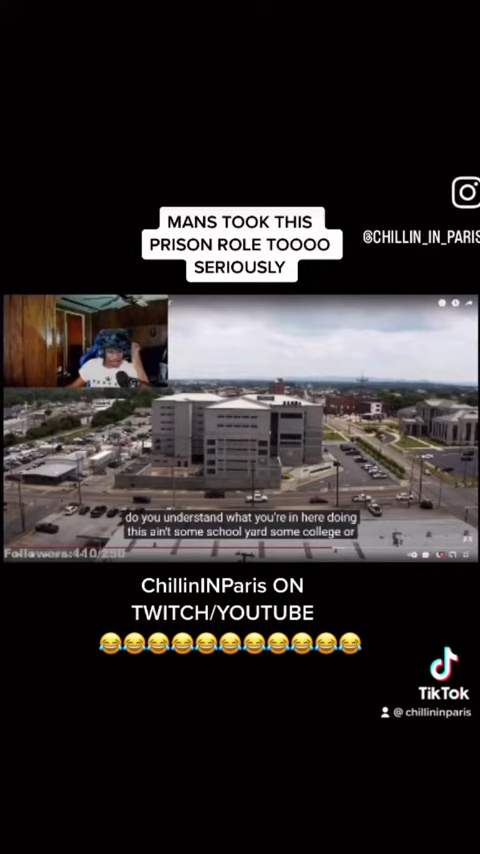 MANS TOOK THIS
PRISON ROLE TOOOO
SERIOUSLY
@CHILLIN_IN_PARIS
do you understand what you're in here doing
this ain't some school yard some college or
Followers:440/250
ChillinINParis ON
TWITCH/YOUTUBE
😂😂😂😂😂😂😂😂😂😂😂
TikTok
@ chillininparis